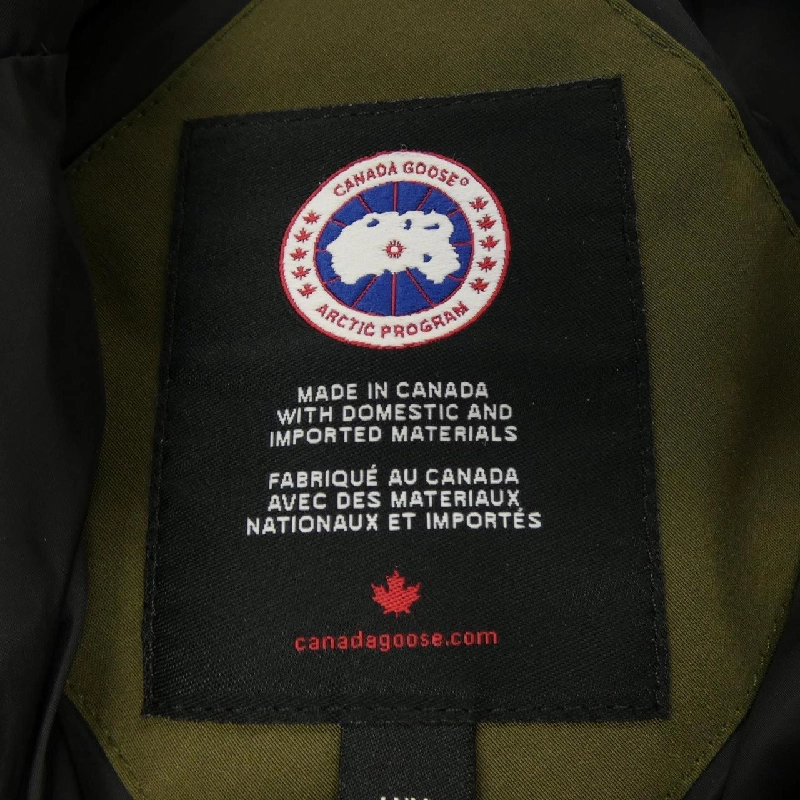 CANADA GOOSE®
ARCTIC PROGRAM
MADE IN CANADA
WITH DOMESTIC AND
IMPORTED MATERIALS
FABRIQUÉ AU CANADA
AVEC DES MATERIAUX
NATIONAUX ET IMPORTÉS
canadagoose.com